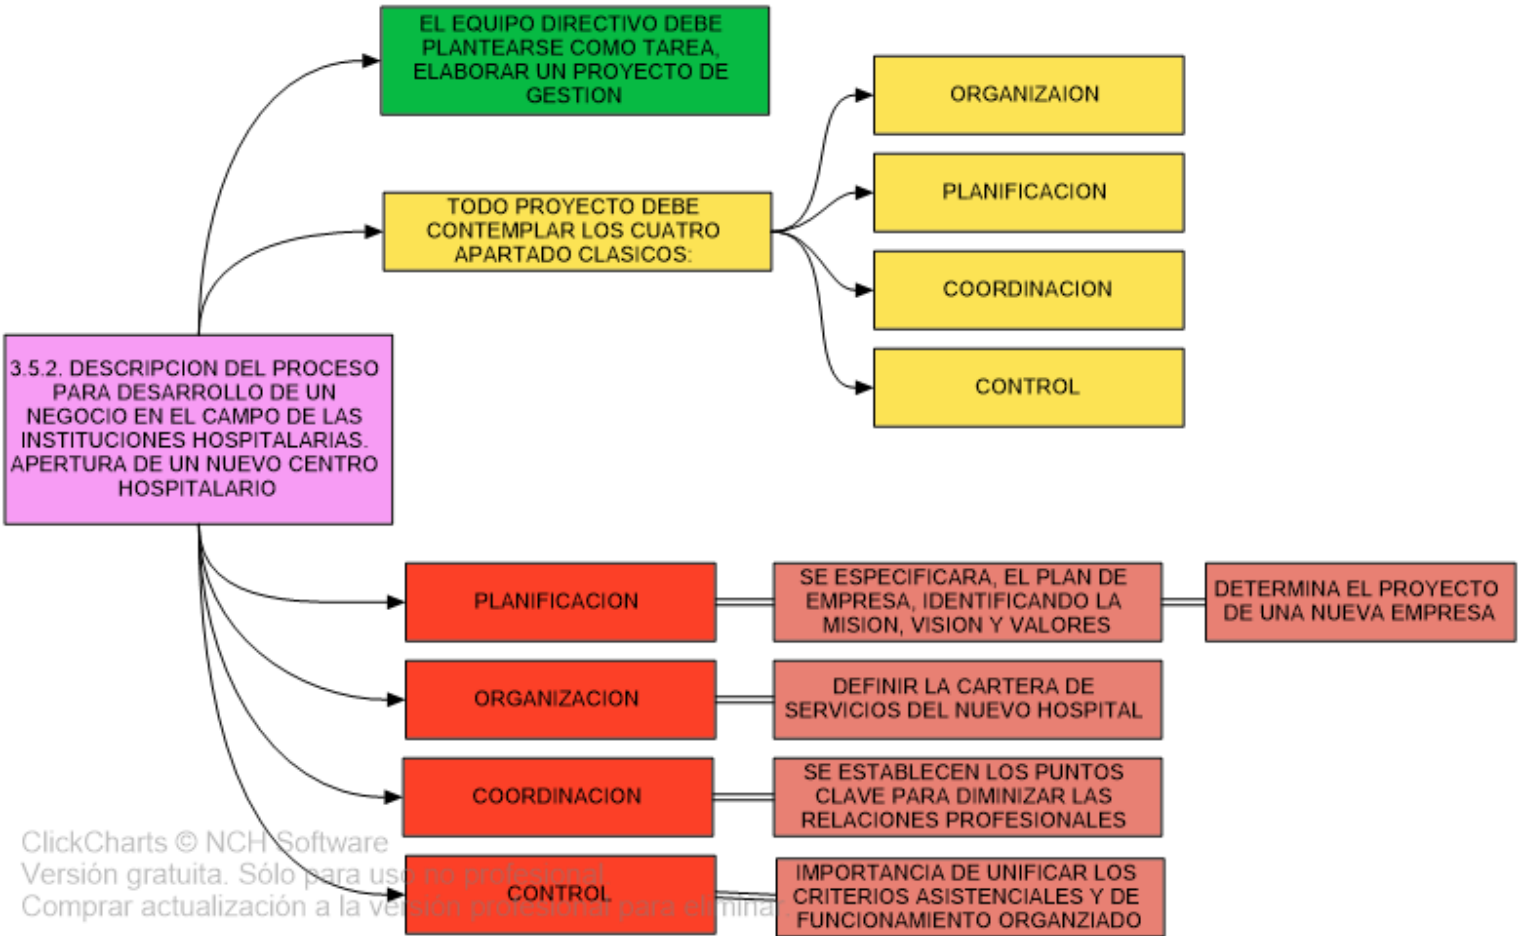 EL EQUIPO DIRECTIVO DEBE
PLANTEARSE COMO TAREA,
ELABORAR UN PROYECTO DE
GESTION
TODO PROYECTO DEBE
CONTEMPLAR LOS CUATRO
APARTADO CLASICOS:
ORGANIZAION
PLANIFICACION
COORDINACION
CONTROL
3.5.2. DESCRIPCION DEL PROCESO
PARA DESARROLLO DE UN
NEGOCIO EN EL CAMPO DE LAS
INSTITUCIONES HOSPITALARIAS.
APERTURA DE UN NUEVO CENTRO
HOSPITALARIO
PLANIFICACION
SE ESPECIFICARA, EL PLAN DE
EMPRESA, IDENTIFICANDO LA
MISION, VISION Y VALORES
DETERMINA EL PROYECTO
DE UNA NUEVA EMPRESA
ORGANIZACION
DEFINIR LA CARTERA DE
SERVICIOS DEL NUEVO HOSPITAL
COORDINACION
SE ESTABLECEN LOS PUNTOS
CLAVE PARA DIMINIZAR LAS
RELACIONES PROFESIONALES
CONTROL
IMPORTANCIA DE UNIFICAR LOS
CRITERIOS ASISTENCIALES Y DE
FUNCIONAMIENTO ORGANZIADO
ClickCharts © NCH Software
Versión gratuita. Sólo para uso no profesional.
Comprar actualización a la versión profesional para eliminar